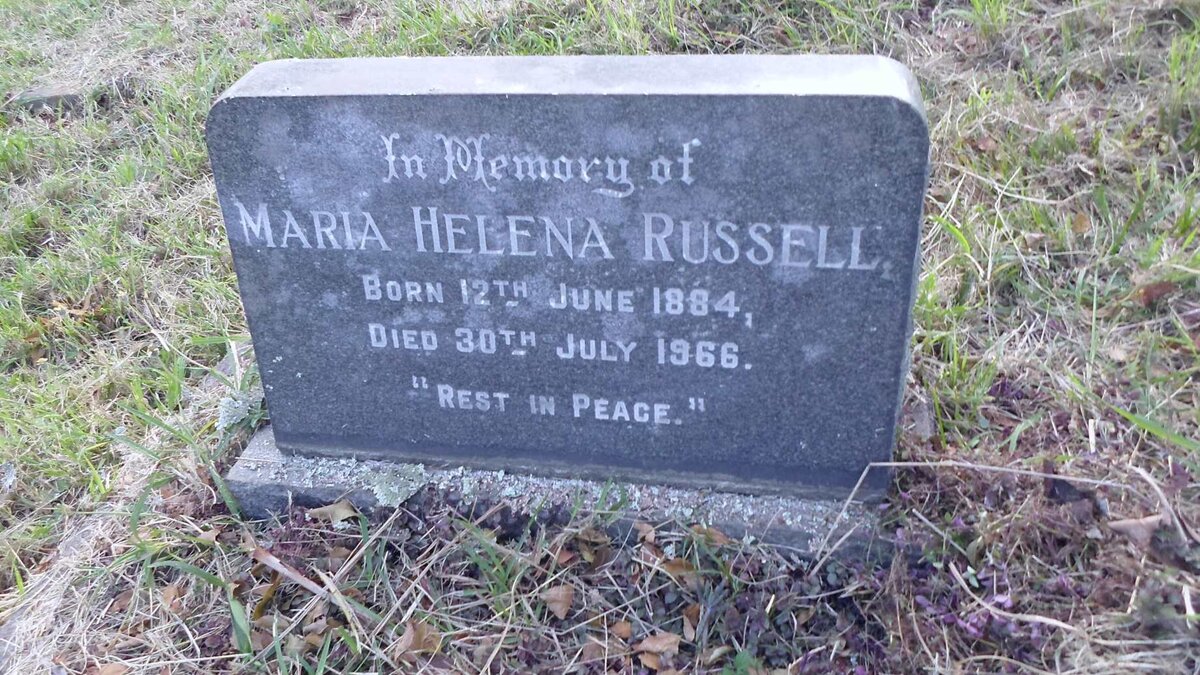 In Memory of
MARIA HELENA RUSSELL,
BORN 12TH JUNE 1884,
DIED 30TH JULY 1966.
"REST IN PEACE."